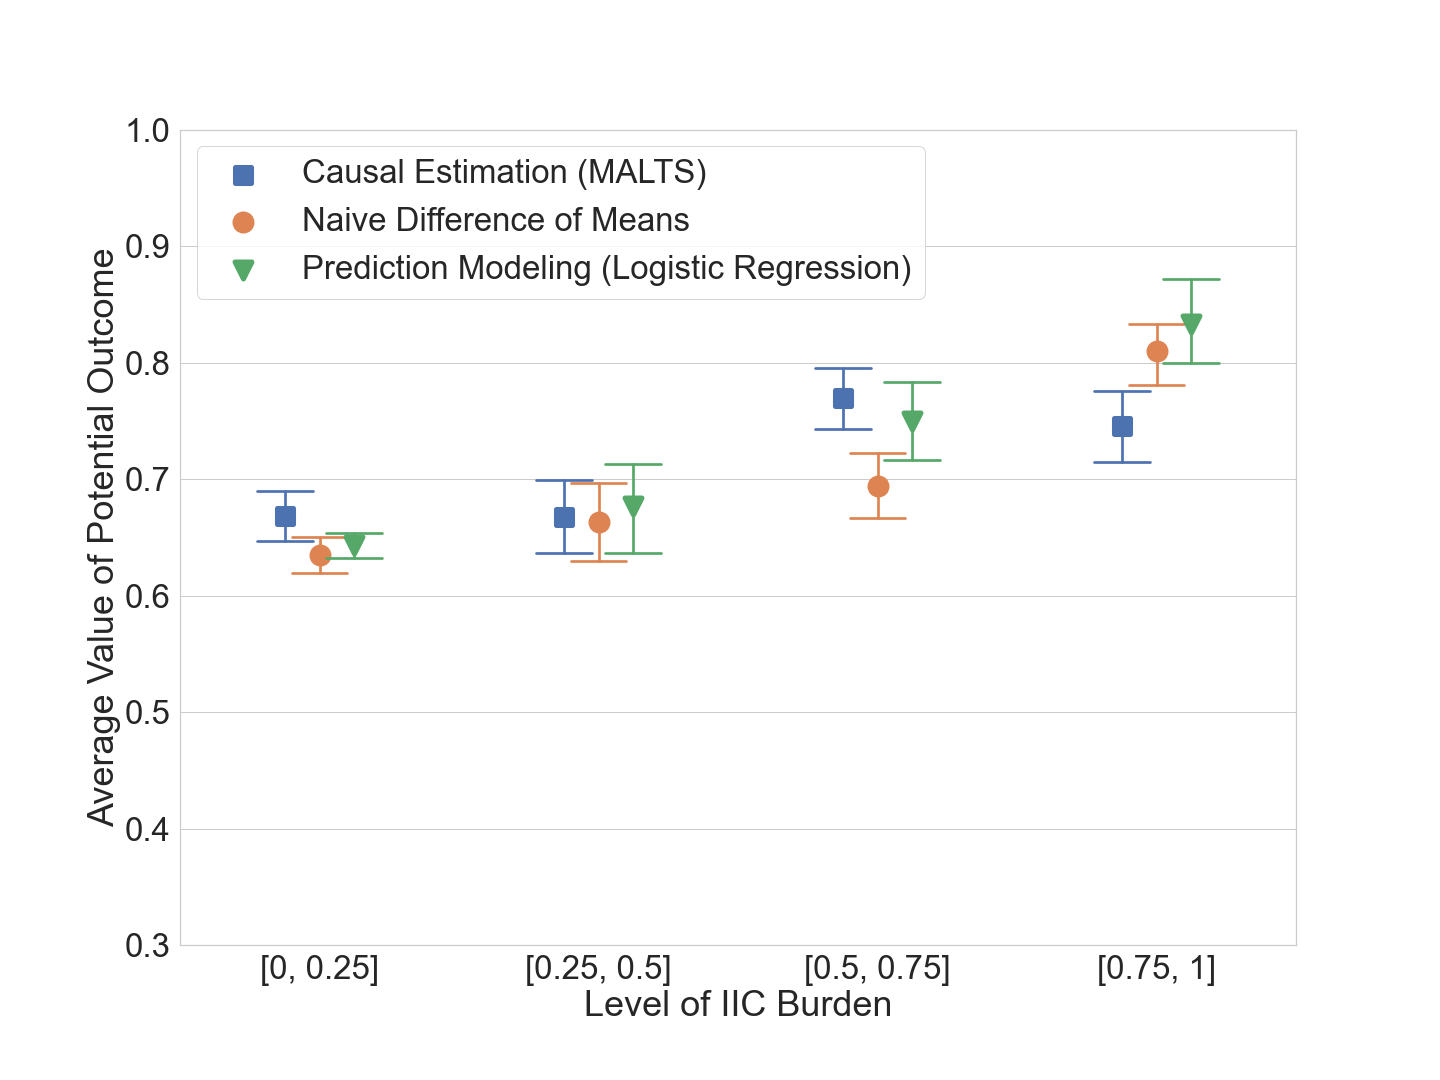 1.0
0.9
0.8
0.7
0.6
0.5
0.4
0.3
Average Value of Potential Outcome
Causal Estimation (MALTS)
Naive Difference of Means
Prediction Modeling (Logistic Regression)
[0, 0.25]
[0.25, 0.5]
[0.5, 0.75]
[0.75, 1]
Level of IIC Burden